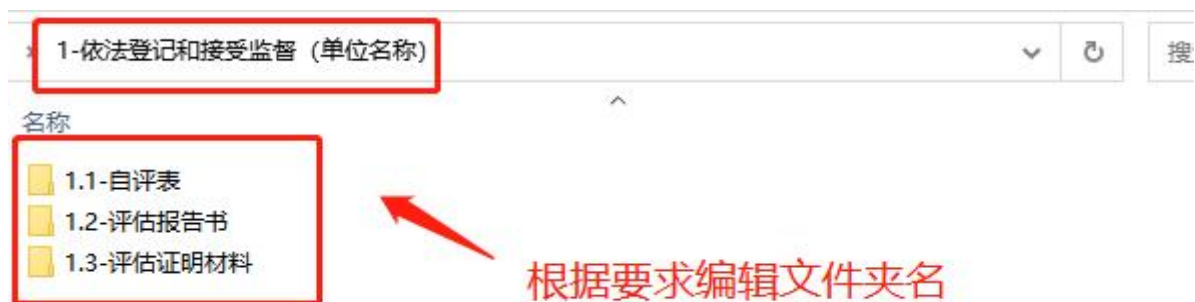 1-依法登记和接受监督（单位名称）
搜
名称
1.1-自评表
1.2-评估报告书
1.3-评估证明材料
根据要求编辑文件夹名